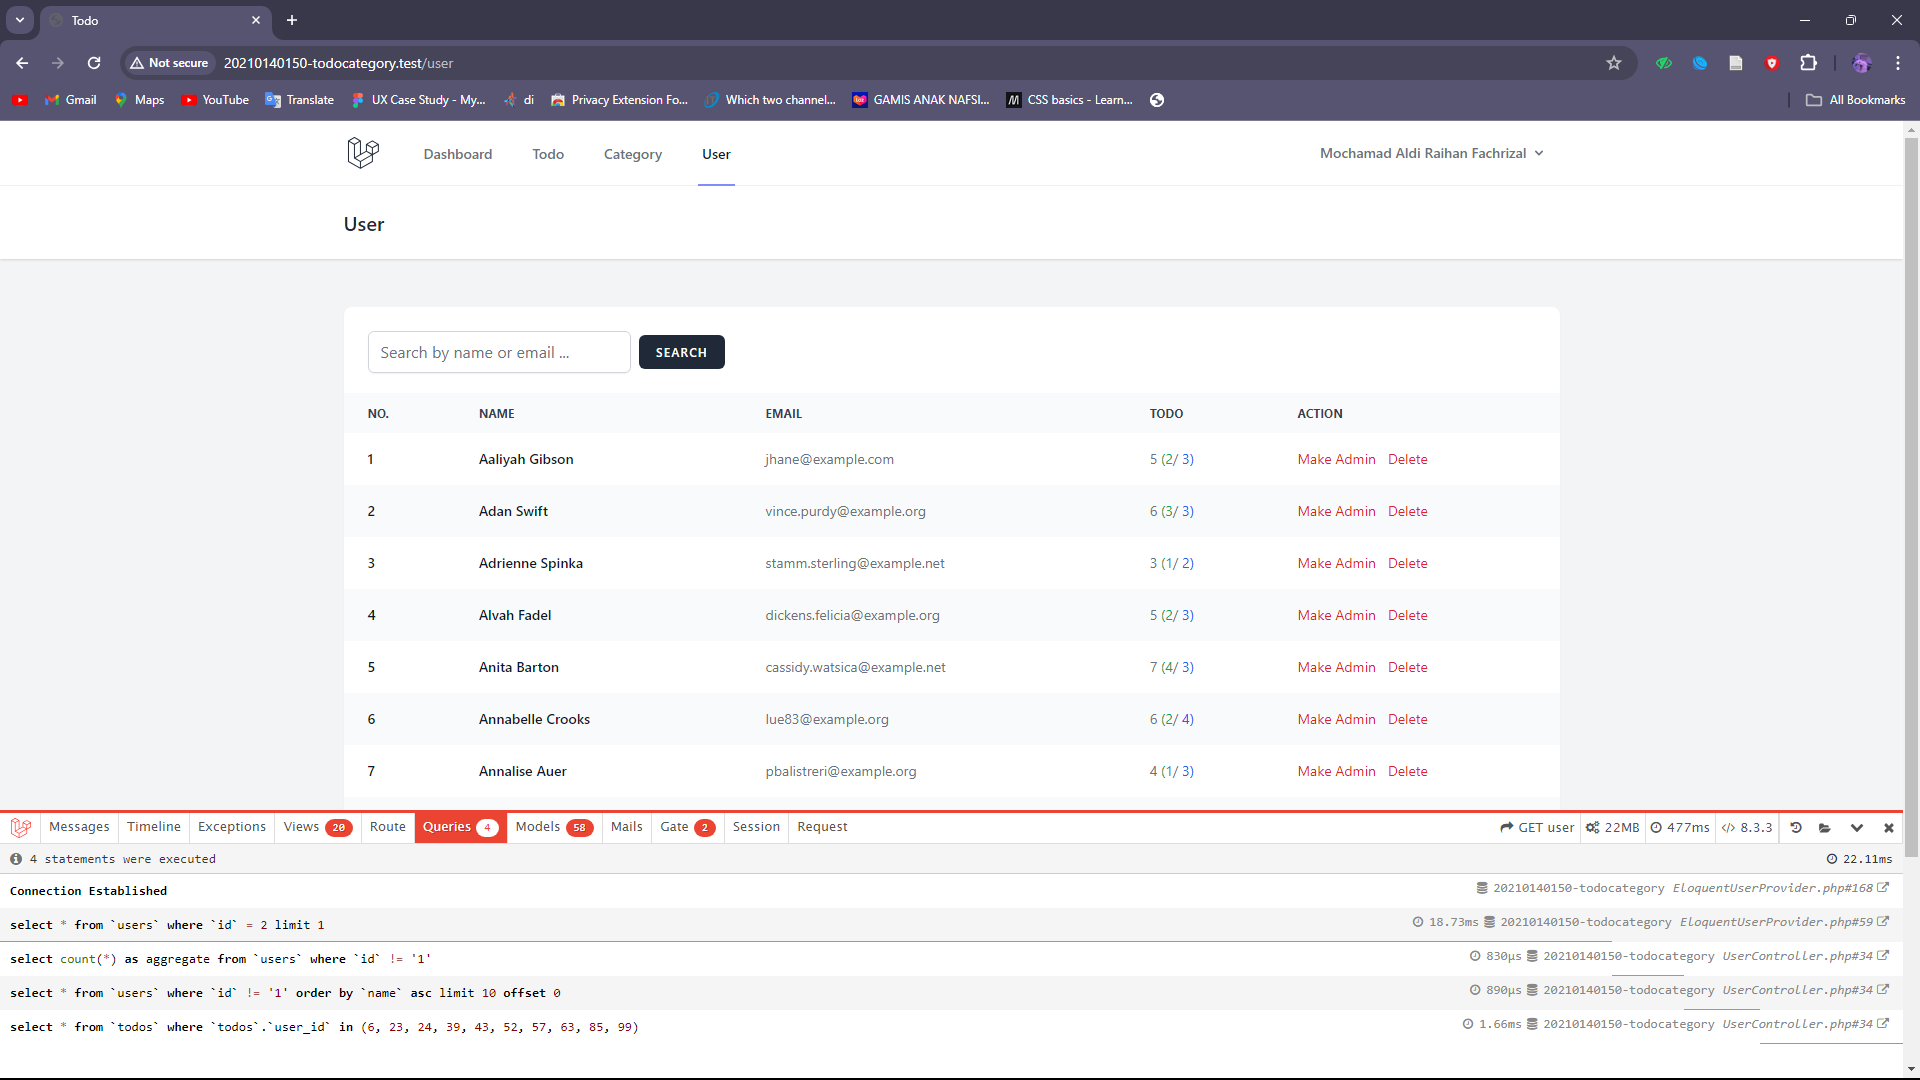 Todo
Not secure 20210140150-todocategory.test/user
Gmail Maps YouTube Translate UX Case Study - My... di Privacy Extension Fo... Which two channel... GAMIS ANAK NAFSI... CSS basics - Learn... All Bookmarks
Dashboard Todo Category User Mochamad Aldi Raihan Fachrizal
User
Search by name or email ... SEARCH
NO. NAME EMAIL TODO ACTION
1 Aaliyah Gibson jhane@example.com 5 (2/ 3) Make Admin Delete
2 Adan Swift vince.purdy@example.org 6 (3/ 3) Make Admin Delete
3 Adrienne Spinka stamm.sterling@example.net 3 (1/ 2) Make Admin Delete
4 Alvah Fadel dickens.felicia@example.org 5 (2/ 3) Make Admin Delete
5 Anita Barton cassidy.watsica@example.net 7 (4/ 3) Make Admin Delete
6 Annabelle Crooks lue83@example.org 6 (2/ 4) Make Admin Delete
7 Annalise Auer pbalistreri@example.org 4 (1/ 3) Make Admin Delete
Messages Timeline Exceptions Views 20 Route Queries 4 Models 58 Mails Gate 2 Session Request GET user 22MB 477ms 8.3.3
4 statements were executed 22.11ms
Connection Established 20210140150-todocategory EloquentUserProvider.php#168
select * from `users` where `id` = 2 limit 1 18.73ms 20210140150-todocategory EloquentUserProvider.php#59
select count(*) as aggregate from `users` where `id` != '1' 830μs 20210140150-todocategory UserController.php#34
select * from `users` where `id` != '1' order by `name` asc limit 10 offset 0 890μs 20210140150-todocategory UserController.php#34
select * from `todos` where `todos`.`user_id` in (6, 23, 24, 39, 43, 52, 57, 63, 85, 99) 1.66ms 20210140150-todocategory UserController.php#34